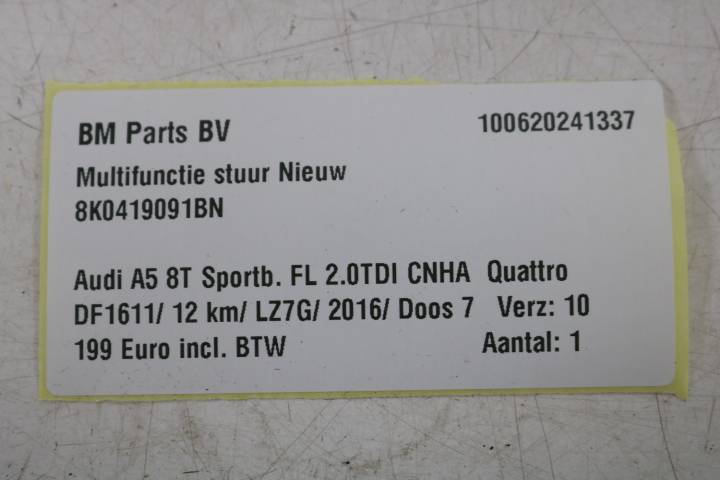 BM Parts BV 100620241337
Multifunctie stuur Nieuw
8K0419091BN
Audi A5 8T Sportb. FL 2.0TDI CNHA Quattro
DF1611/ 12 km/ LZ7G/ 2016/ Doos 7 Verz: 10
199 Euro incl. BTW Aantal: 1